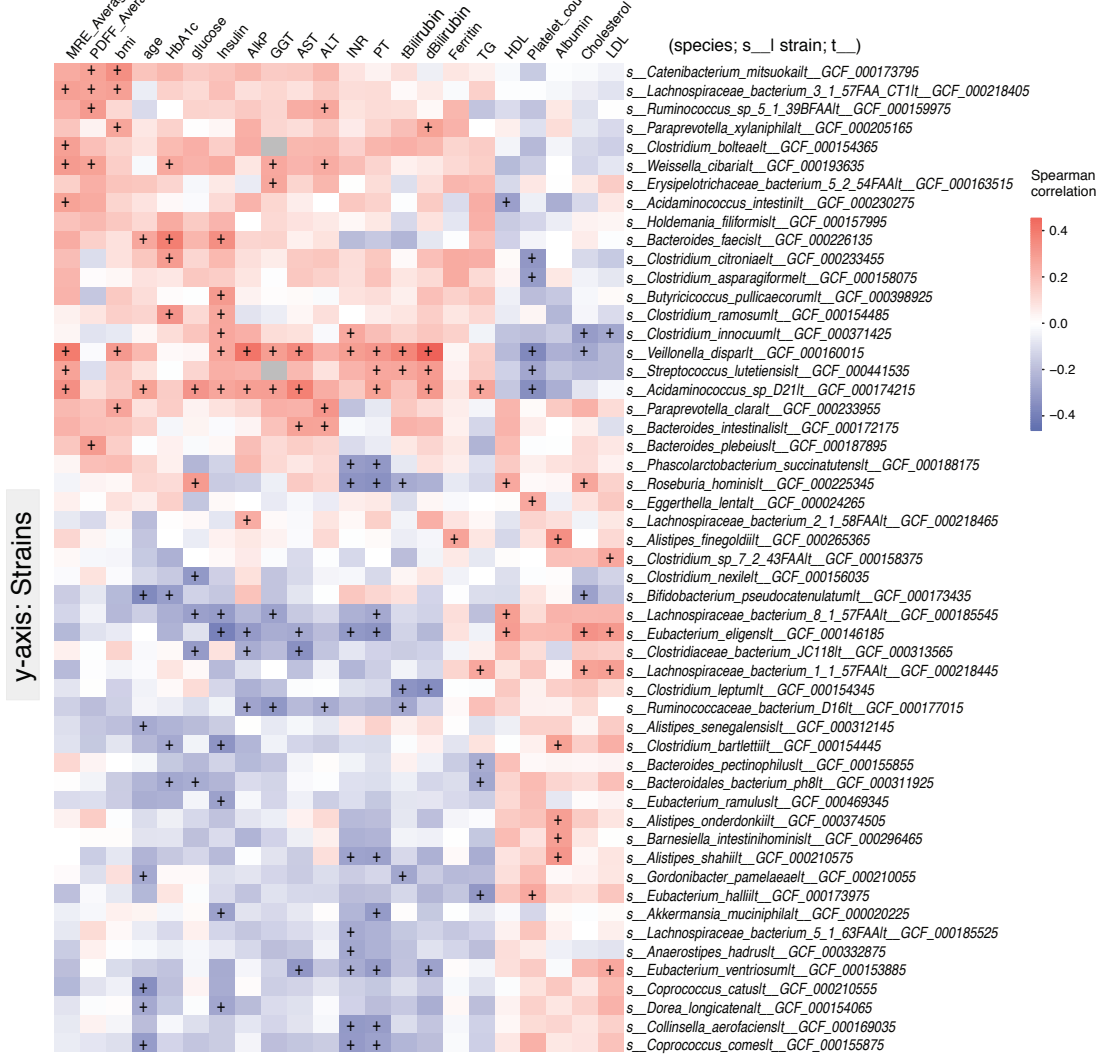 MRE_Avera
PDFF_Avera
bmi
age
HbA1c
glucose
Insulin
AlkP
GGT
AST
ALT
INR
PT
tBilirubin
dBilirubin
Ferritin
TG
HDL
Platelet_cou
Albumin
Cholesterol
LDL
(species; s__l strain; t__)
s__Catenibacterium_mitsuokailt__GCF_000173795
s__Lachnospiraceae_bacterium_3_1_57FAA_CT1lt__GCF_000218405
s__Ruminococcus_sp_5_1_39BFAAlt__GCF_000159975
s__Paraprevotella_xylaniphilalt__GCF_000205165
s__Clostridium_bolteaelt__GCF_000154365
s__Weissella_cibarialt__GCF_000193635
s__Erysipelotrichaceae_bacterium_5_2_54FAAlt__GCF_000163515
s__Acidaminococcus_intestinilt__GCF_000230275
s__Holdemania_filiformislt__GCF_000157995
s__Bacteroides_faecislt__GCF_000226135
s__Clostridium_citroniaelt__GCF_000233455
s__Clostridium_asparagiformelt__GCF_000158075
s__Butyricicoccus_pullicaecorumlt__GCF_000398925
s__Clostridium_ramosumlt__GCF_000154485
s__Clostridium_innocuumlt__GCF_000371425
s__Veillonella_disparlt__GCF_000160015
s__Streptococcus_lutetiensislt__GCF_000441535
s__Acidaminococcus_sp_D21lt__GCF_000174215
s__Paraprevotella_claralt__GCF_000233955
s__Bacteroides_intestinalislt__GCF_000172175
s__Bacteroides_plebeiuslt__GCF_000187895
s__Phascolarctobacterium_succinatutenslt__GCF_000188175
s__Roseburia_hominislt__GCF_000225345
s__Eggerthella_lentalt__GCF_000024265
s__Lachnospiraceae_bacterium_2_1_58FAAlt__GCF_000218465
s__Alistipes_finegoldiilt__GCF_000265365
s__Clostridium_sp_7_2_43FAAlt__GCF_000158375
s__Clostridium_nexilelt__GCF_000156035
s__Bifidobacterium_pseudocatenulatumlt__GCF_000173435
s__Lachnospiraceae_bacterium_8_1_57FAAlt__GCF_000185545
s__Eubacterium_eligenslt__GCF_000146185
s__Clostridiaceae_bacterium_JC118lt__GCF_000313565
s__Lachnospiraceae_bacterium_1_1_57FAAlt__GCF_000218445
s__Clostridium_leptumlt__GCF_000154345
s__Ruminococcaceae_bacterium_D16lt__GCF_000177015
s__Alistipes_senegalensislt__GCF_000312145
s__Clostridium_bartlettiilt__GCF_000154445
s__Bacteroides_pectinophiluslt__GCF_000155855
s__Bacteroidales_bacterium_ph8lt__GCF_000311925
s__Eubacterium_ramuluslt__GCF_000469345
s__Alistipes_onderdonkiilt__GCF_000374505
s__Barnesiella_intestinihominislt__GCF_000296465
s__Alistipes_shahiilt__GCF_000210575
s__Gordonibacter_pamelaeaelt__GCF_000210055
s__Eubacterium_halliilt__GCF_000173975
s__Akkermansia_muciniphilalt__GCF_000020225
s__Lachnospiraceae_bacterium_5_1_63FAAlt__GCF_000185525
s__Anaerostipes_hadruslt__GCF_000332875
s__Eubacterium_ventriosumlt__GCF_000153885
s__Coprococcus_catuslt__GCF_000210555
s__Dorea_longicatenalt__GCF_000154065
s__Collinsella_aerofacienslt__GCF_000169035
s__Coprococcus_comeslt__GCF_000155875
y-axis: Strains
Spearman
correlation
0.4
0.2
0.0
−0.2
−0.4